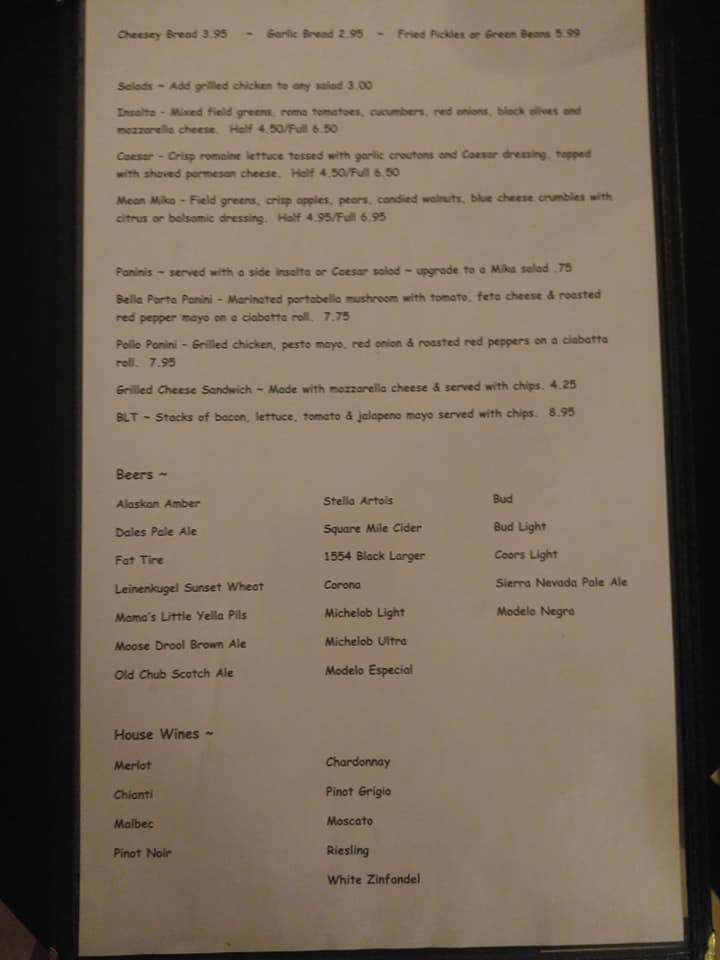 Cheesey Bread 3.95 ~ Garlic Bread 2.95 ~ Fried Pickles or Green Beans 5.99
Salads ~ Add grilled chicken to any salad 3.00
Insalta - Mixed field greens, roma tomatoes, cucumbers, red onions, black olives and
mozzarella cheese. Half 4.50/Full 6.50
Caesar - Crisp romaine lettuce tossed with garlic croutons and Caesar dressing, topped
with shaved parmesan cheese. Half 4.50/Full 6.50
Mean Mika - Field greens, crisp apples, pears, candied walnuts, blue cheese crumbles with
citrus or balsamic dressing. Half 4.95/Full 6.95
Paninis ~ served with a side insalta or Caesar salad ~ upgrade to a Mika salad .75
Bella Porta Panini - Marinated portabella mushroom with tomato, feta cheese & roasted
red pepper mayo on a ciabatta roll. 7.75
Pollo Panini - Grilled chicken, pesto mayo, red onion & roasted red peppers on a ciabatta
roll. 7.95
Grilled Cheese Sandwich ~ Made with mozzarella cheese & served with chips. 4.25
BLT ~ Stacks of bacon, lettuce, tomato & jalapeno mayo served with chips. 8.95
Beers ~
Alaskan Amber
Dales Pale Ale
Fat Tire
Leinenkugel Sunset Wheat
Mama's Little Yella Pils
Moose Drool Brown Ale
Old Chub Scotch Ale
Stella Artois
Square Mile Cider
1554 Black Larger
Corona
Michelob Light
Michelob Ultra
Modelo Especial
Bud
Bud Light
Coors Light
Sierra Nevada Pale Ale
Modelo Negra
House Wines ~
Merlot
Chianti
Malbec
Pinot Noir
Chardonnay
Pinot Grigio
Moscato
Riesling
White Zinfandel